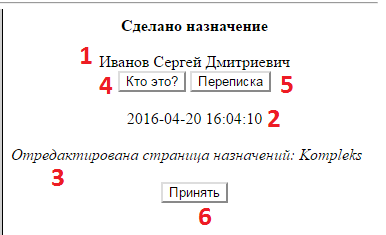 Сделано назначение
1 Иванов Сергей Дмитриевич
4 Кто это? Переписка 5
2016-04-20 16:04:10 2
Отредактирована страница назначений: Kompleks
3
Принять
6